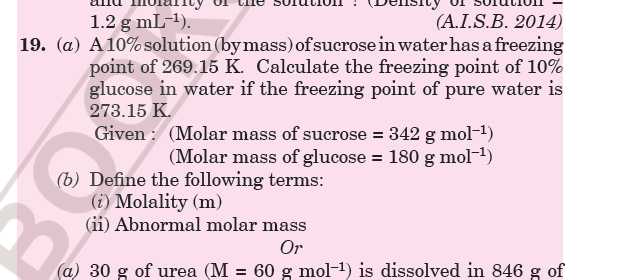 and molarity of the solution ? (Density of solution =
1.2 g mL⁻¹). (A.I.S.B. 2014)
19. (a) A 10% solution (by mass) of sucrose in water has a freezing
point of 269.15 K. Calculate the freezing point of 10%
glucose in water if the freezing point of pure water is
273.15 K.
Given : (Molar mass of sucrose = 342 g mol⁻¹)
(Molar mass of glucose = 180 g mol⁻¹)
(b) Define the following terms:
(i) Molality (m)
(ii) Abnormal molar mass
Or
(a) 30 g of urea (M = 60 g mol⁻¹) is dissolved in 846 g of
BOOK